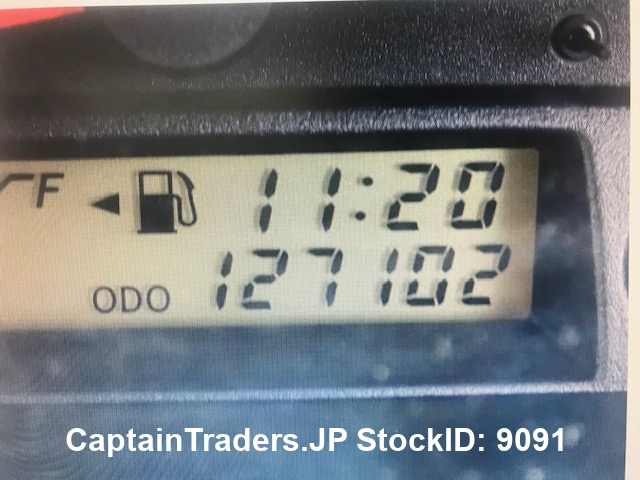 F 11:20
ODO 127102
CaptainTraders.JP StockID: 9091